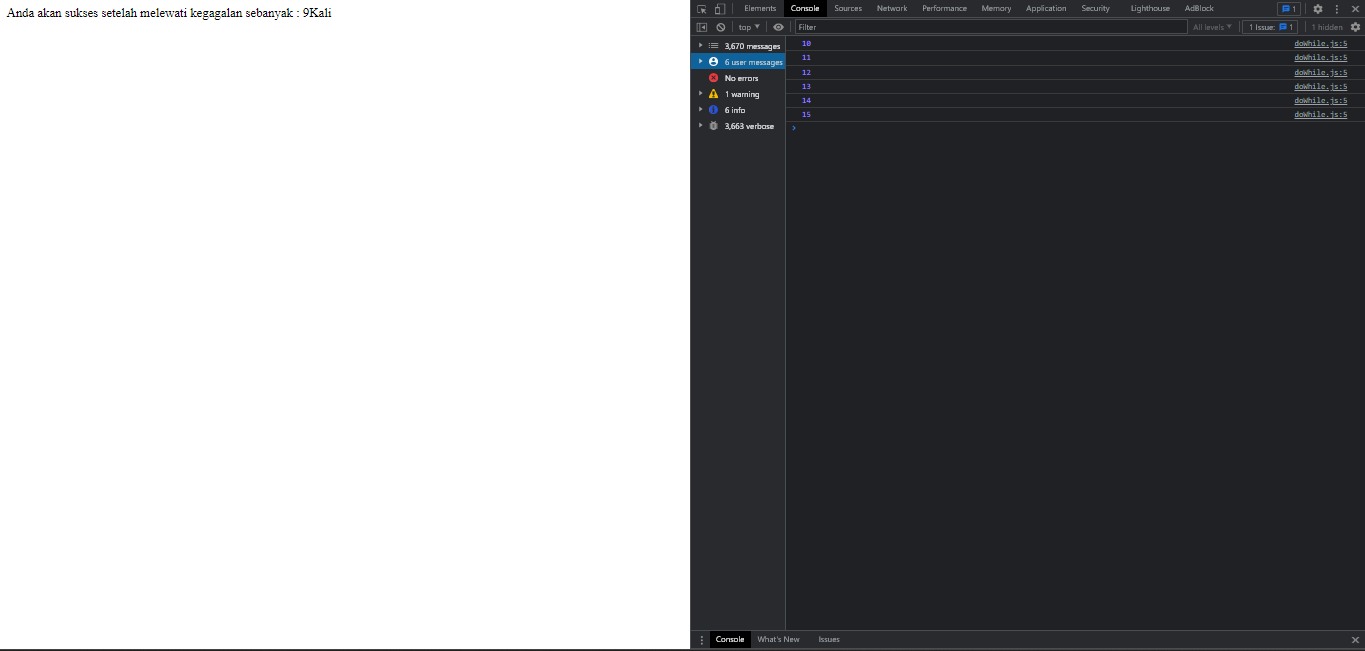 Anda akan sukses setelah melewati kegagalan sebanyak : 9Kali
Elements Console Sources Network Performance Memory Application Security Lighthouse AdBlock 1
top Filter All levels 1 Issue: 1 1 hidden
3,670 messages
6 user messages
No errors
1 warning
6 info
3,663 verbose
10 doWhile.js:5
11 doWhile.js:5
12 doWhile.js:5
13 doWhile.js:5
14 doWhile.js:5
15 doWhile.js:5
Console What's New Issues